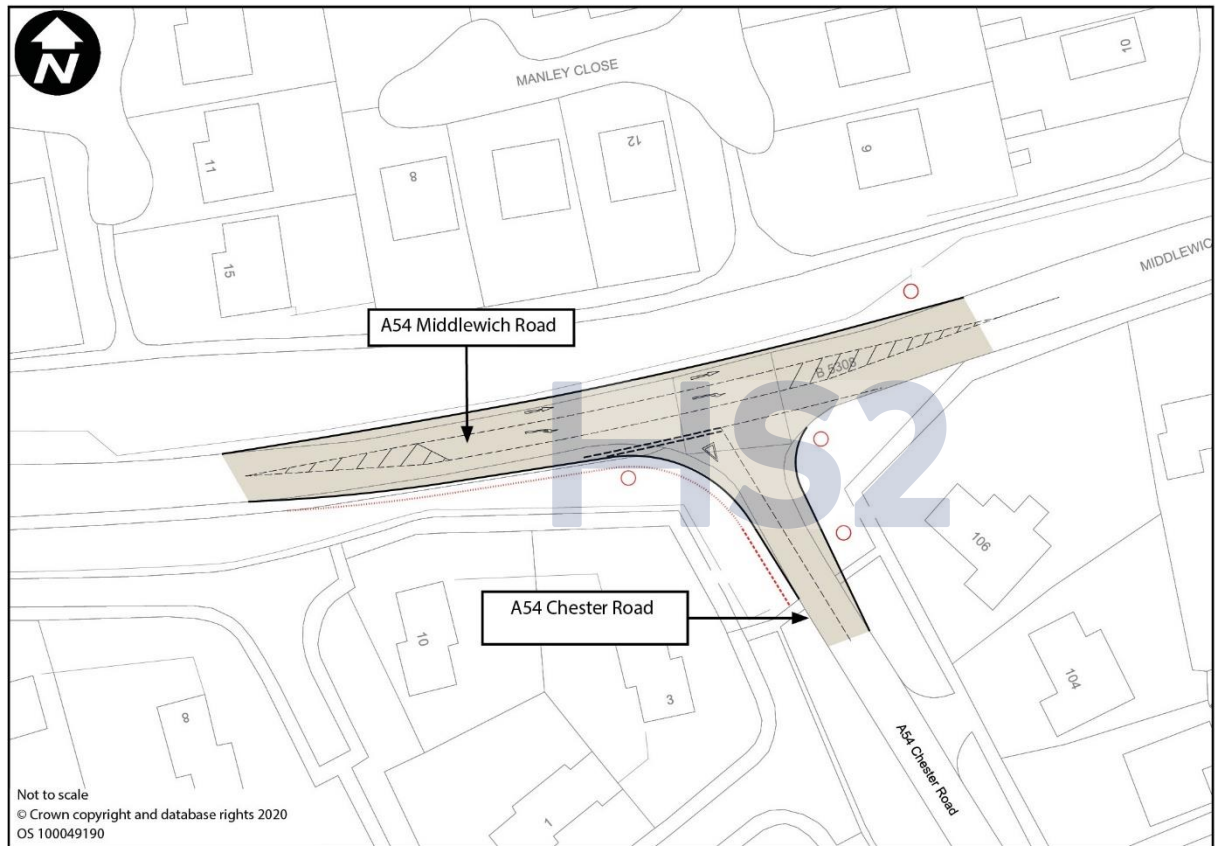 N
MANLEY CLOSE
10
11
8
12
9
15
MIDDLEWIC
A54 Middlewich Road
B 5308
HS2
A54 Chester Road
106
10
3
104
8
A54 Chester Road
1
Not to scale
© Crown copyright and database rights 2020
OS 100049190